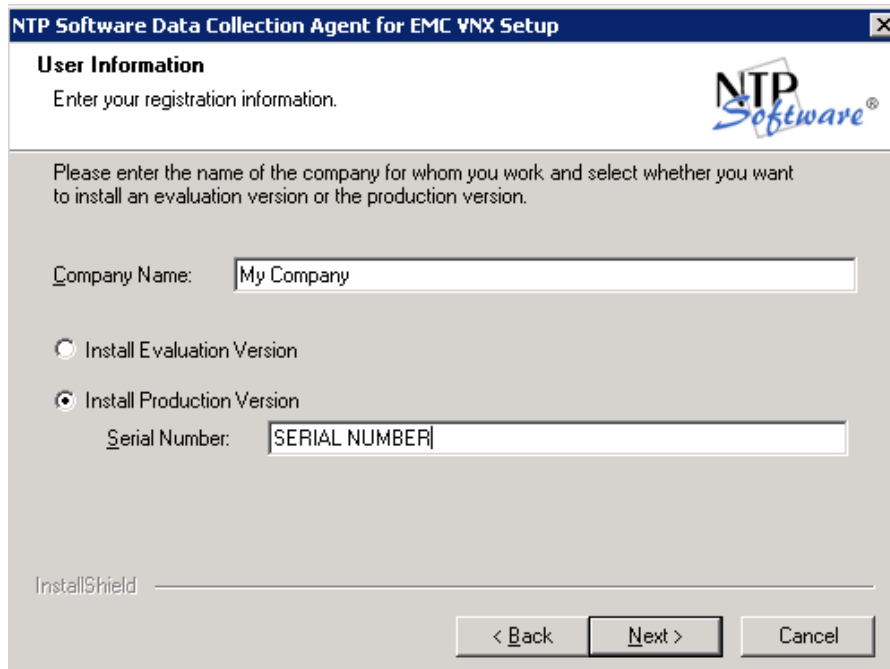 NTP Software Data Collection Agent for EMC VNX Setup
User Information
Enter your registration information.
NTP
Software®
Please enter the name of the company for whom you work and select whether you want
to install an evaluation version or the production version.
Company Name: My Company
Install Evaluation Version
Install Production Version
Serial Number: SERIAL NUMBER
InstallShield
< Back Next > Cancel